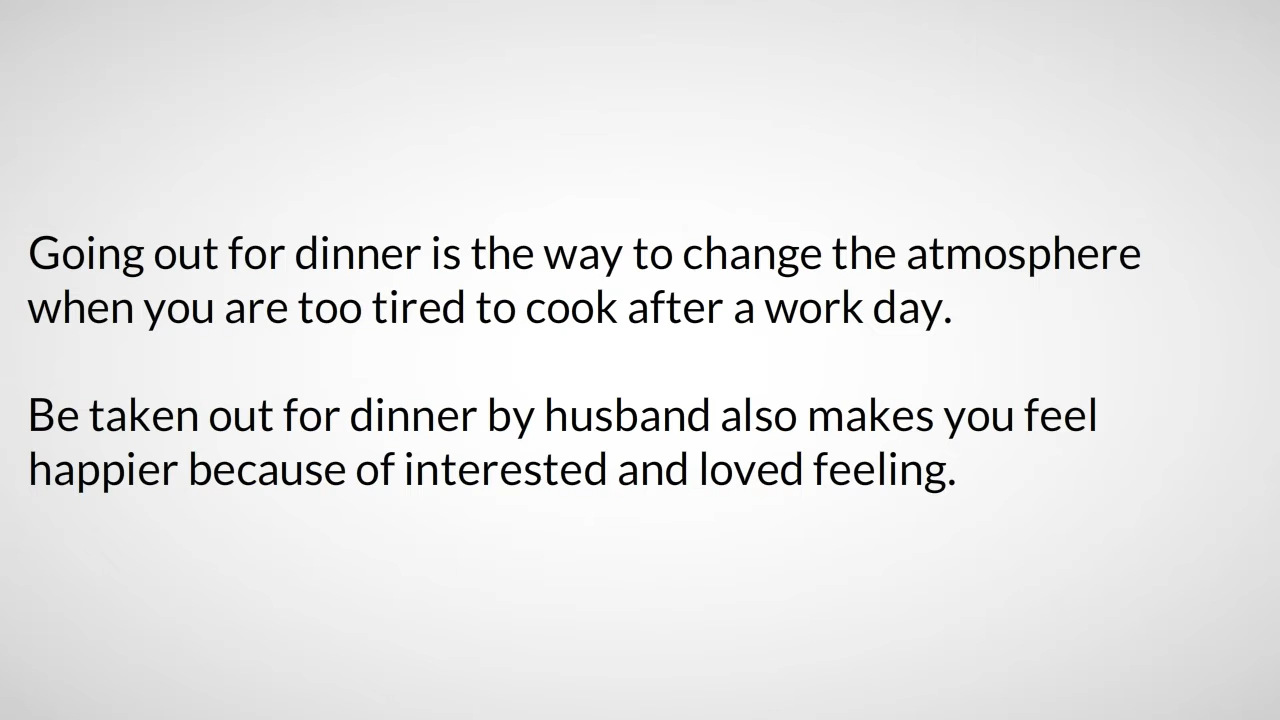 Going out for dinner is the way to change the atmosphere
when you are too tired to cook after a work day.
Be taken out for dinner by husband also makes you feel
happier because of interested and loved feeling.